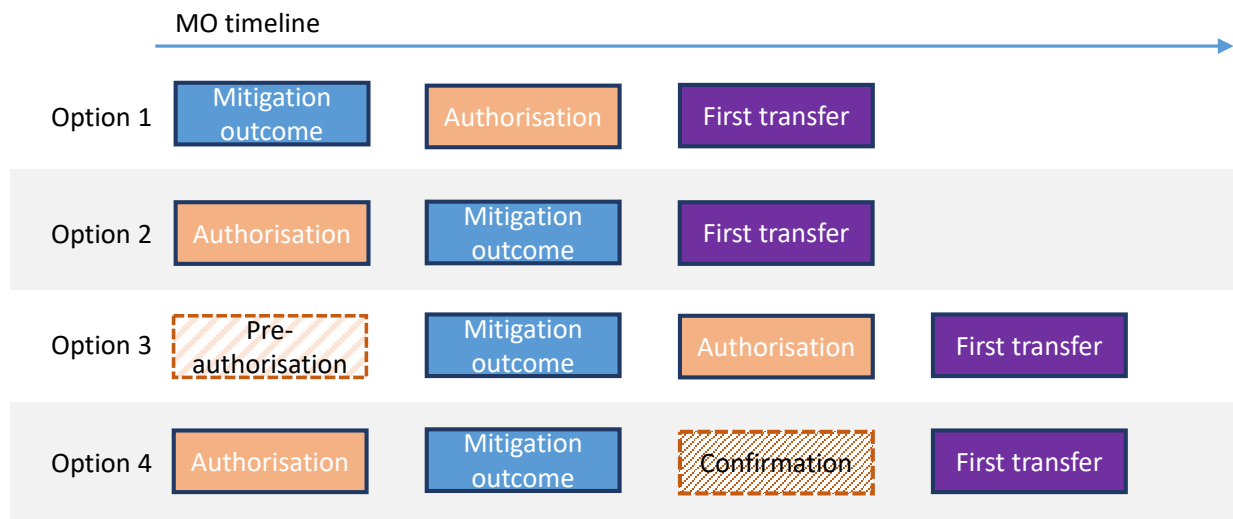 MO timeline
Option 1
Mitigation
outcome
Authorisation
First transfer
Option 2
Authorisation
Mitigation
outcome
First transfer
Option 3
Pre-
authorisation
Mitigation
outcome
Authorisation
First transfer
Option 4
Authorisation
Mitigation
outcome
Confirmation
First transfer